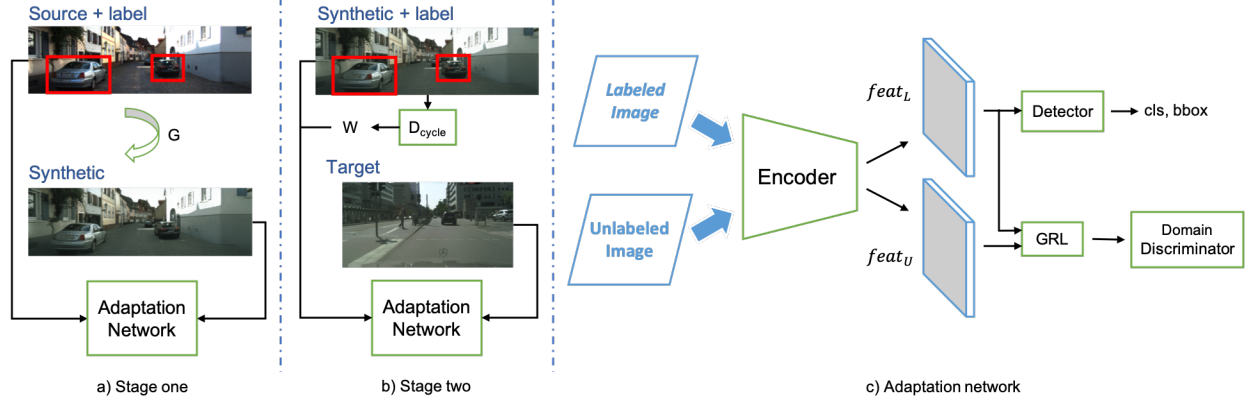 Source + label
G
Synthetic
Adaptation
Network
a) Stage one
Synthetic + label
W
Dcycle
Target
Adaptation
Network
b) Stage two
Labeled
Image
Unlabeled
Image
Encoder
featL
featU
Detector
cls, bbox
GRL
Domain
Discriminator
c) Adaptation network